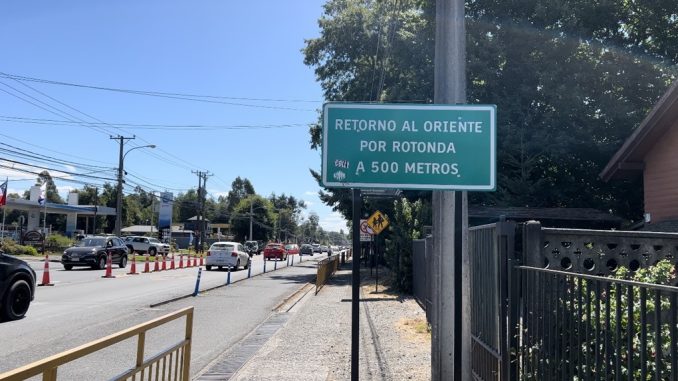 RETORNO AL ORIENTE
POR ROTONDA
A 500 METROS